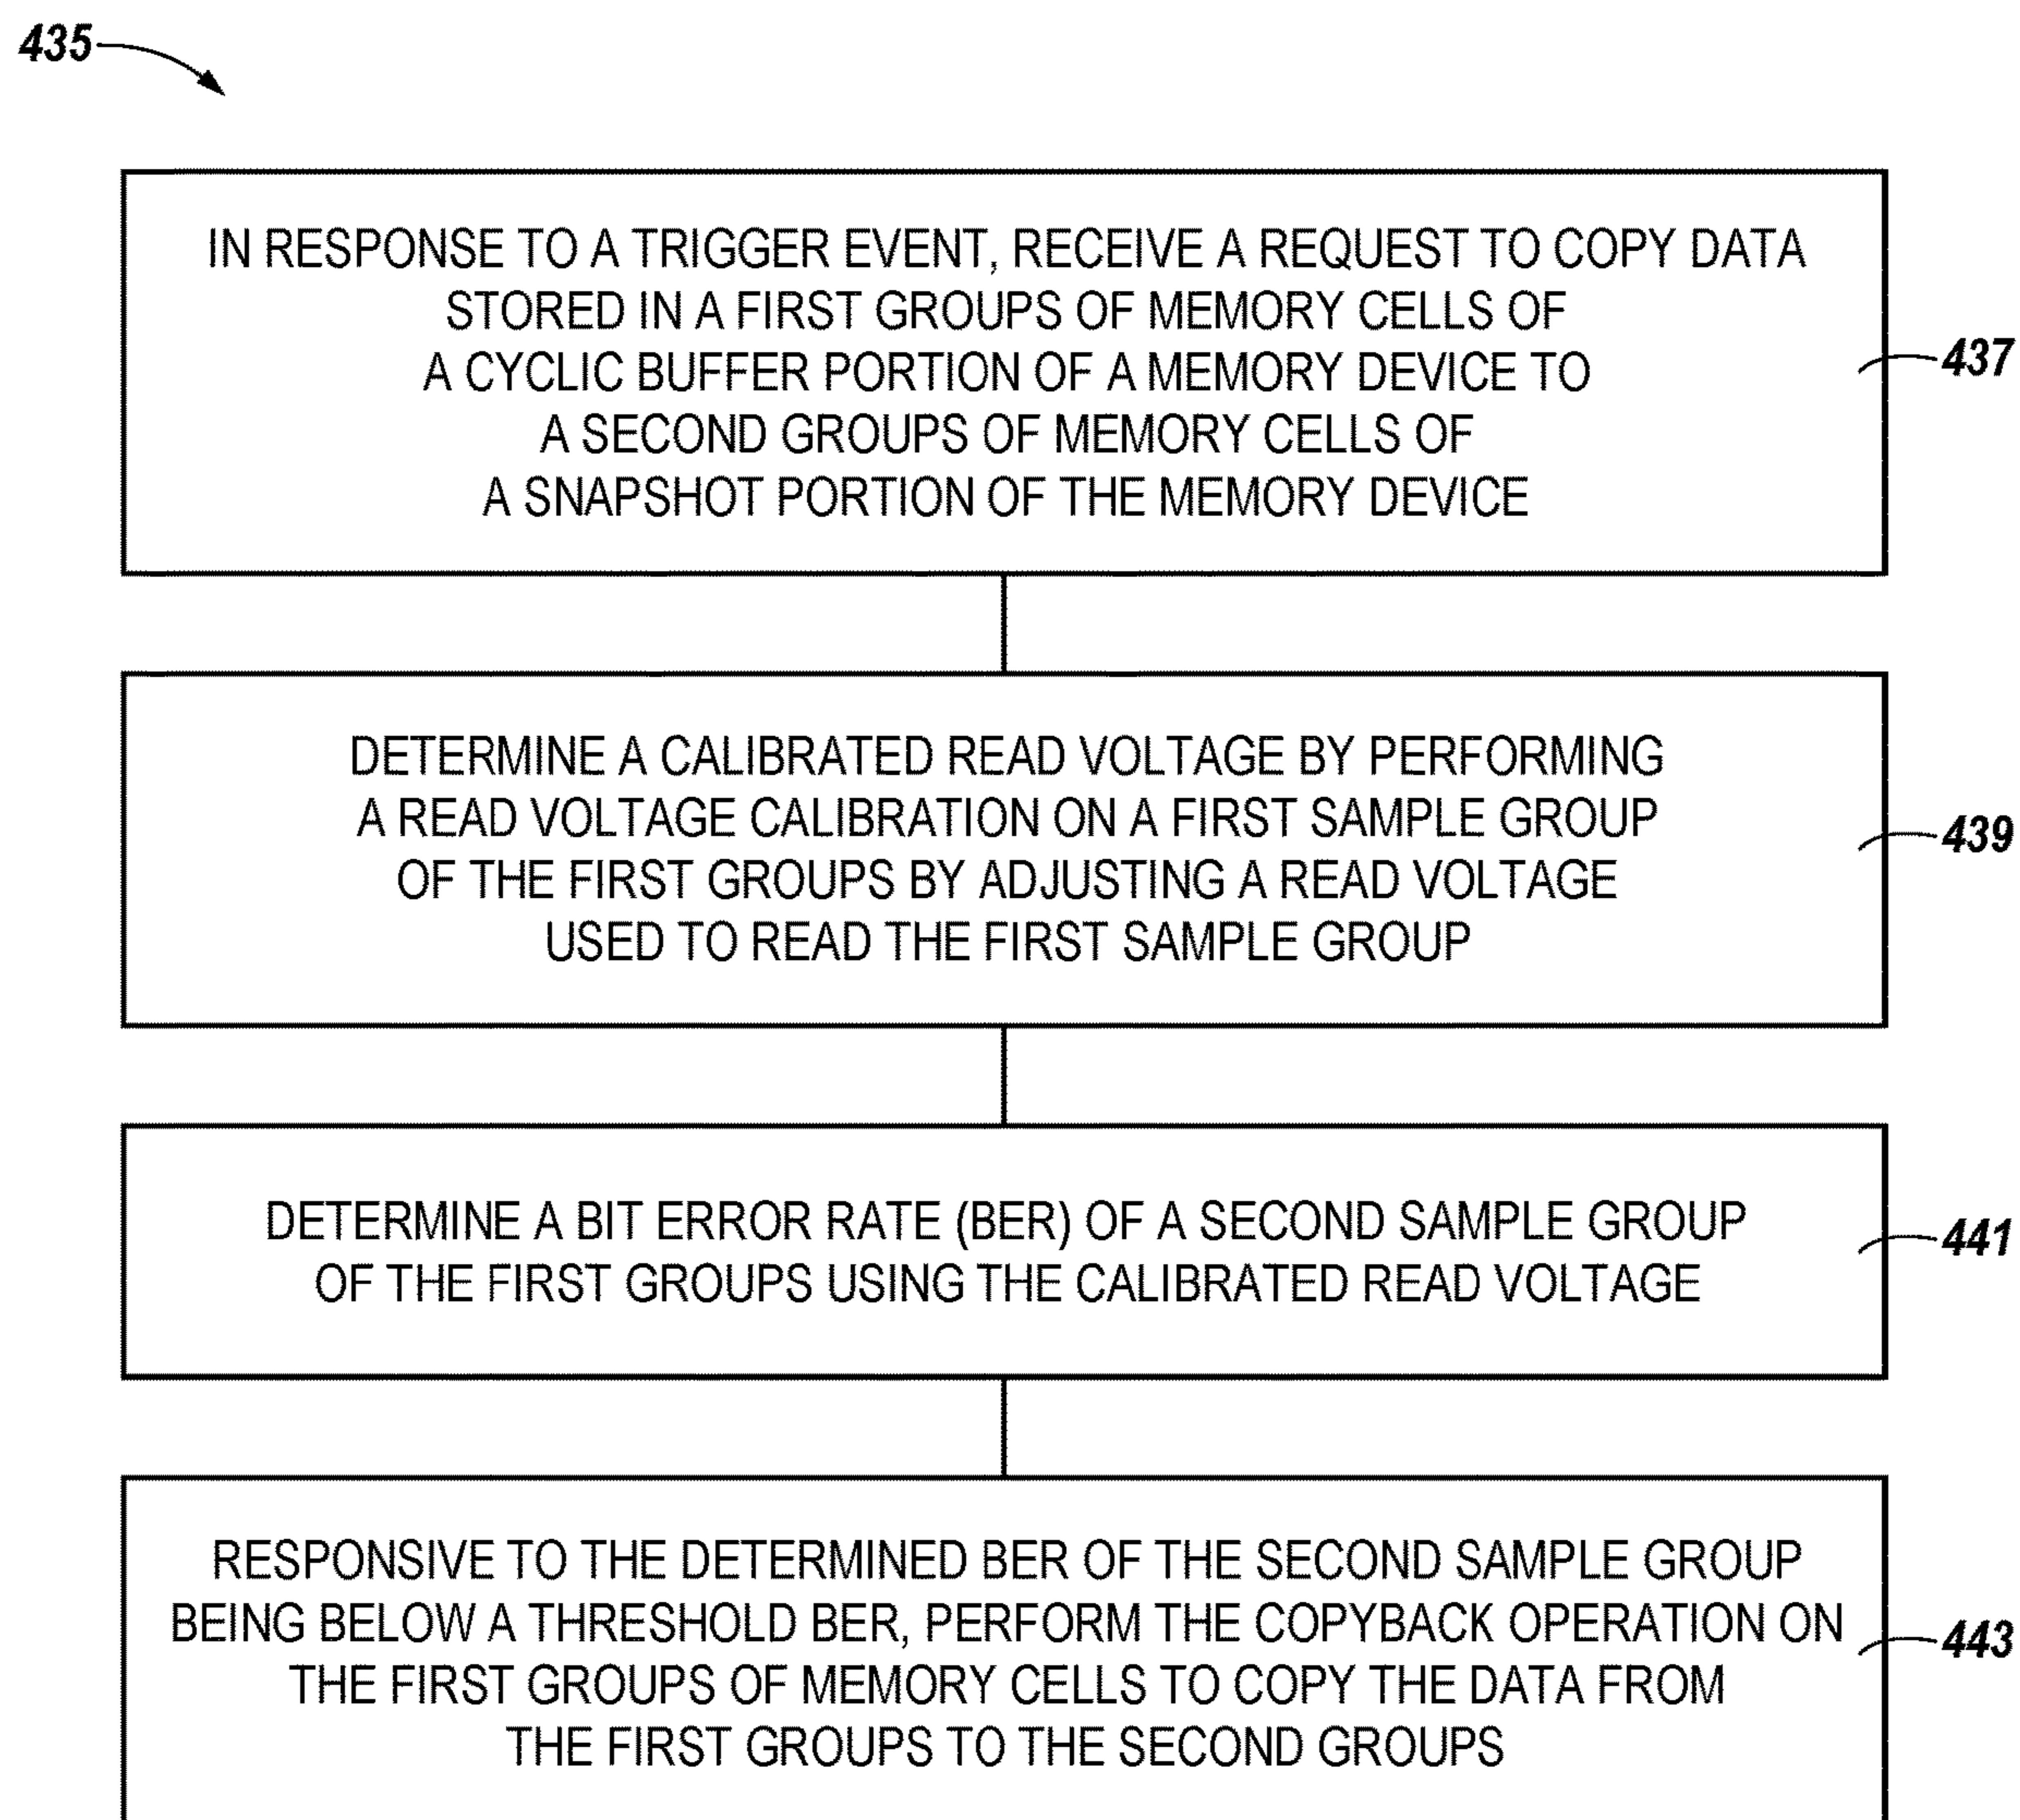 435
IN RESPONSE TO A TRIGGER EVENT, RECEIVE A REQUEST TO COPY DATA
STORED IN A FIRST GROUPS OF MEMORY CELLS OF
A CYCLIC BUFFER PORTION OF A MEMORY DEVICE TO
A SECOND GROUPS OF MEMORY CELLS OF
A SNAPSHOT PORTION OF THE MEMORY DEVICE
437
DETERMINE A CALIBRATED READ VOLTAGE BY PERFORMING
A READ VOLTAGE CALIBRATION ON A FIRST SAMPLE GROUP
OF THE FIRST GROUPS BY ADJUSTING A READ VOLTAGE
USED TO READ THE FIRST SAMPLE GROUP
439
DETERMINE A BIT ERROR RATE (BER) OF A SECOND SAMPLE GROUP
OF THE FIRST GROUPS USING THE CALIBRATED READ VOLTAGE
441
RESPONSIVE TO THE DETERMINED BER OF THE SECOND SAMPLE GROUP
BEING BELOW A THRESHOLD BER, PERFORM THE COPYBACK OPERATION ON
THE FIRST GROUPS OF MEMORY CELLS TO COPY THE DATA FROM
THE FIRST GROUPS TO THE SECOND GROUPS
443